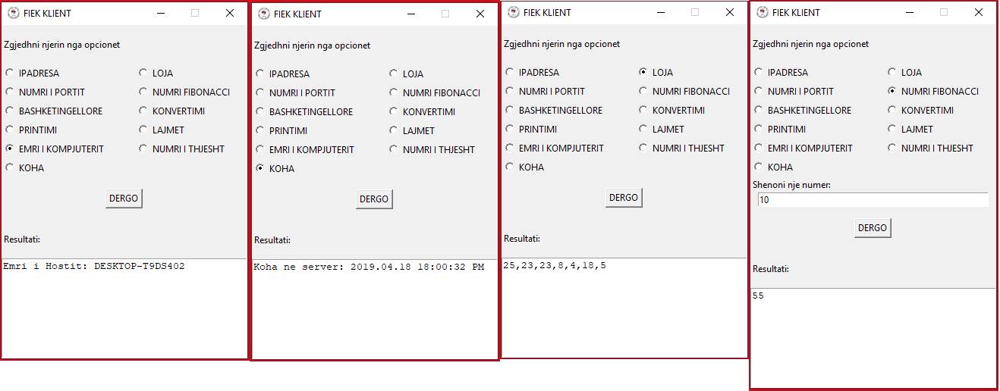 FIEK KLIENT
Zgjedhni njerin nga opcionet
IPADRESA LOJA
NUMRI I PORTIT NUMRI FIBONACCI
BASHKETINGELLORE KONVERTIMI
PRINTIMI LAJMET
EMRI I KOMPJUTERIT NUMRI I THJESHT
KOHA
DERGO
Resultati:
Emri i Hostit: DESKTOP-T9DS402
FIEK KLIENT
Zgjedhni njerin nga opcionet
IPADRESA LOJA
NUMRI I PORTIT NUMRI FIBONACCI
BASHKETINGELLORE KONVERTIMI
PRINTIMI LAJMET
EMRI I KOMPJUTERIT NUMRI I THJESHT
KOHA
DERGO
Resultati:
Koha ne server: 2019.04.18 18:00:32 PM
FIEK KLIENT
Zgjedhni njerin nga opcionet
IPADRESA LOJA
NUMRI I PORTIT NUMRI FIBONACCI
BASHKETINGELLORE KONVERTIMI
PRINTIMI LAJMET
EMRI I KOMPJUTERIT NUMRI I THJESHT
KOHA
DERGO
Resultati:
25,23,23,8,4,18,5
FIEK KLIENT
Zgjedhni njerin nga opcionet
IPADRESA LOJA
NUMRI I PORTIT NUMRI FIBONACCI
BASHKETINGELLORE KONVERTIMI
PRINTIMI LAJMET
EMRI I KOMPJUTERIT NUMRI I THJESHT
KOHA
Shenoni nje numer:
10
DERGO
Resultati:
55